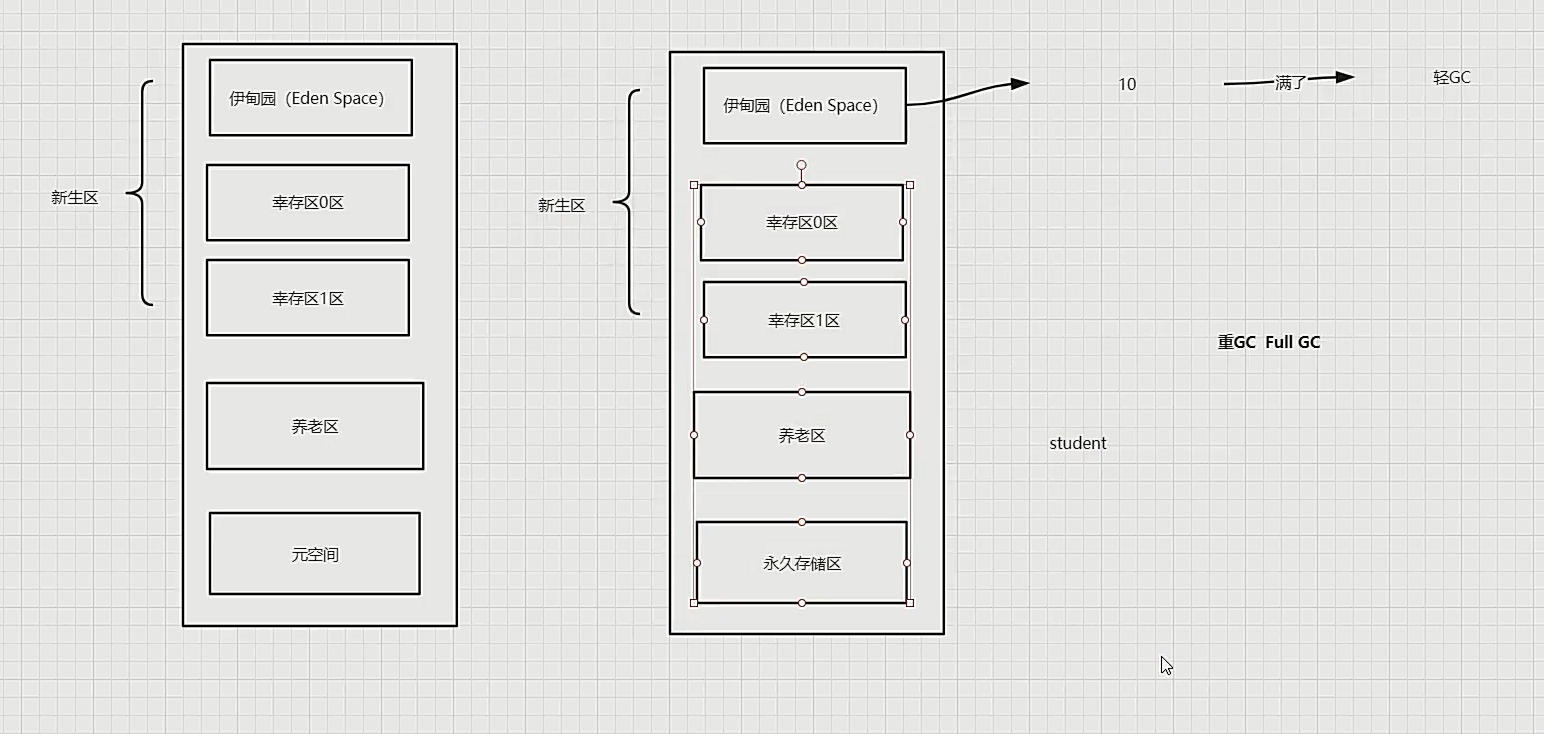 伊甸园（Eden Space）
新生区
幸存区0区
幸存区1区
养老区
元空间
伊甸园（Eden Space）
新生区
幸存区0区
幸存区1区
养老区
永久存储区
10
满了
轻GC
重GC  Full GC
student